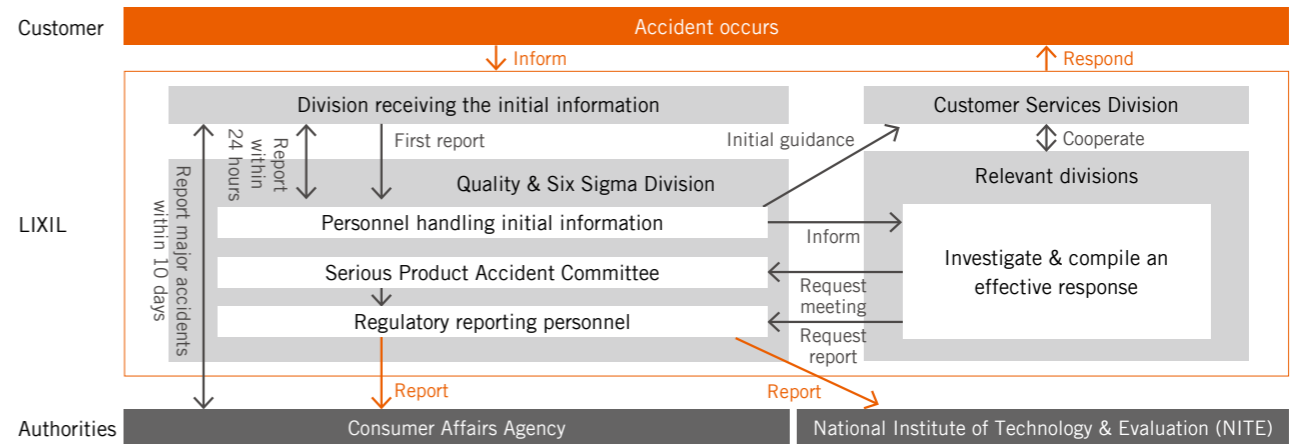 Customer
Accident occurs
Inform
Respond
Division receiving the initial information
Customer Services Division
Report
within
24 hours
First report
Initial guidance
Cooperate
Quality & Six Sigma Division
Relevant divisions
LIXIL
Report major accidents
within 10 days
Personnel handling initial information
Inform
Serious Product Accident Committee
Investigate & compile an
effective response
Request
meeting
Regulatory reporting personnel
Request
report
Report
Report
Authorities
Consumer Affairs Agency
National Institute of Technology & Evaluation (NITE)